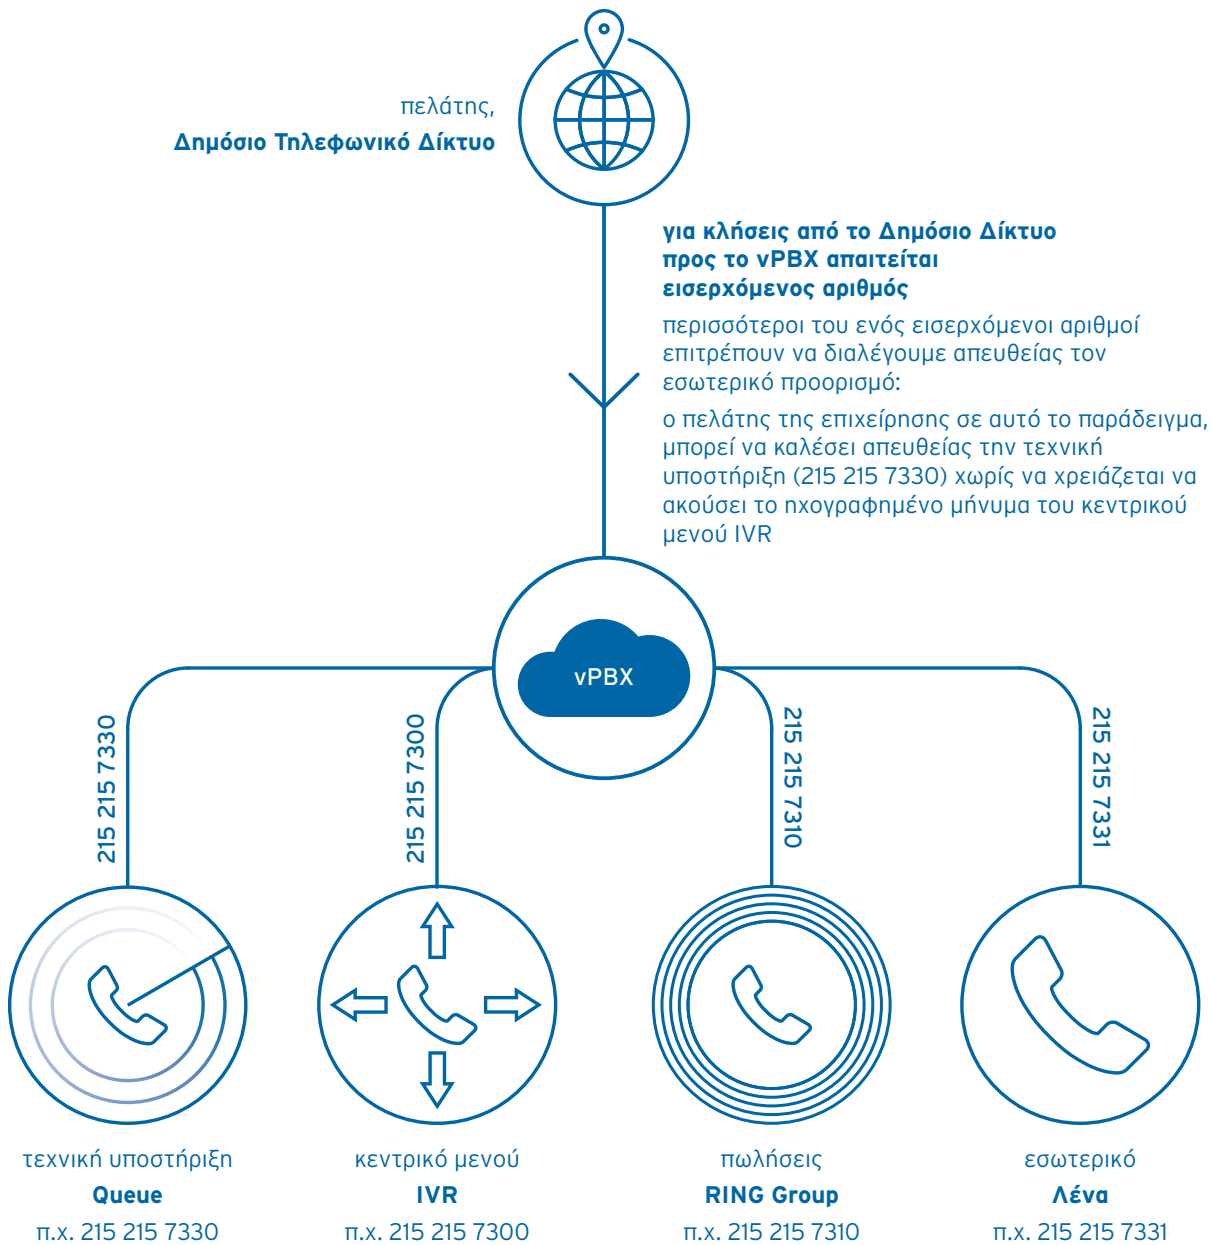 πελάτης,
Δημόσιο Τηλεφωνικό Δίκτυο
για κλήσεις από το Δημόσιο Δίκτυο
προς το vPBX απαιτείται
εισερχόμενος αριθμός
περισσότεροι του ενός εισερχόμενοι αριθμοί
επιτρέπουν να διαλέγουμε απευθείας τον
εσωτερικό προορισμό:
ο πελάτης της επιχείρησης σε αυτό το παράδειγμα,
μπορεί να καλέσει απευθείας την τεχνική
υποστήριξη (215 215 7330) χωρίς να χρειάζεται να
ακούσει το ηχογραφημένο μήνυμα του κεντρικού
μενού IVR
vPBX
215 215 7330
215 215 7300
215 215 7310
215 215 7331
τεχνική υποστήριξη
Queue
π.χ. 215 215 7330
κεντρικό μενού
IVR
π.χ. 215 215 7300
πωλήσεις
RING Group
π.χ. 215 215 7310
εσωτερικό
Λένα
π.χ. 215 215 7331